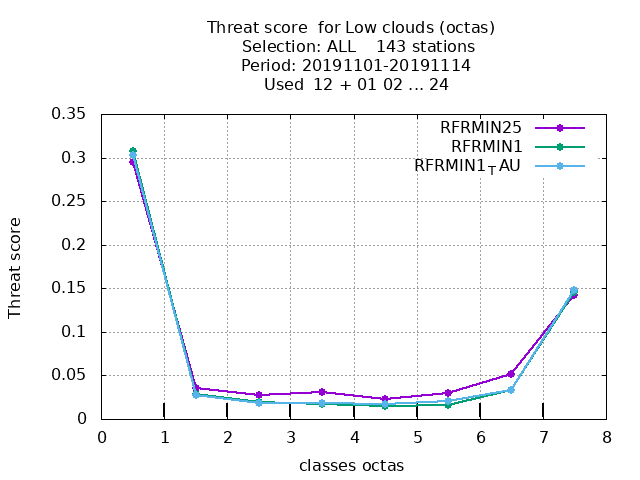 Threat score  for Low clouds (octas)
Selection: ALL    143 stations
Period: 20191101-20191114
Used  12 + 01 02 ... 24
RFRMIN25
RFRMIN1
RFRMIN1TAU
Threat score
0.35
0.3
0.25
0.2
0.15
0.1
0.05
0
0 1 2 3 4 5 6 7 8
classes octas